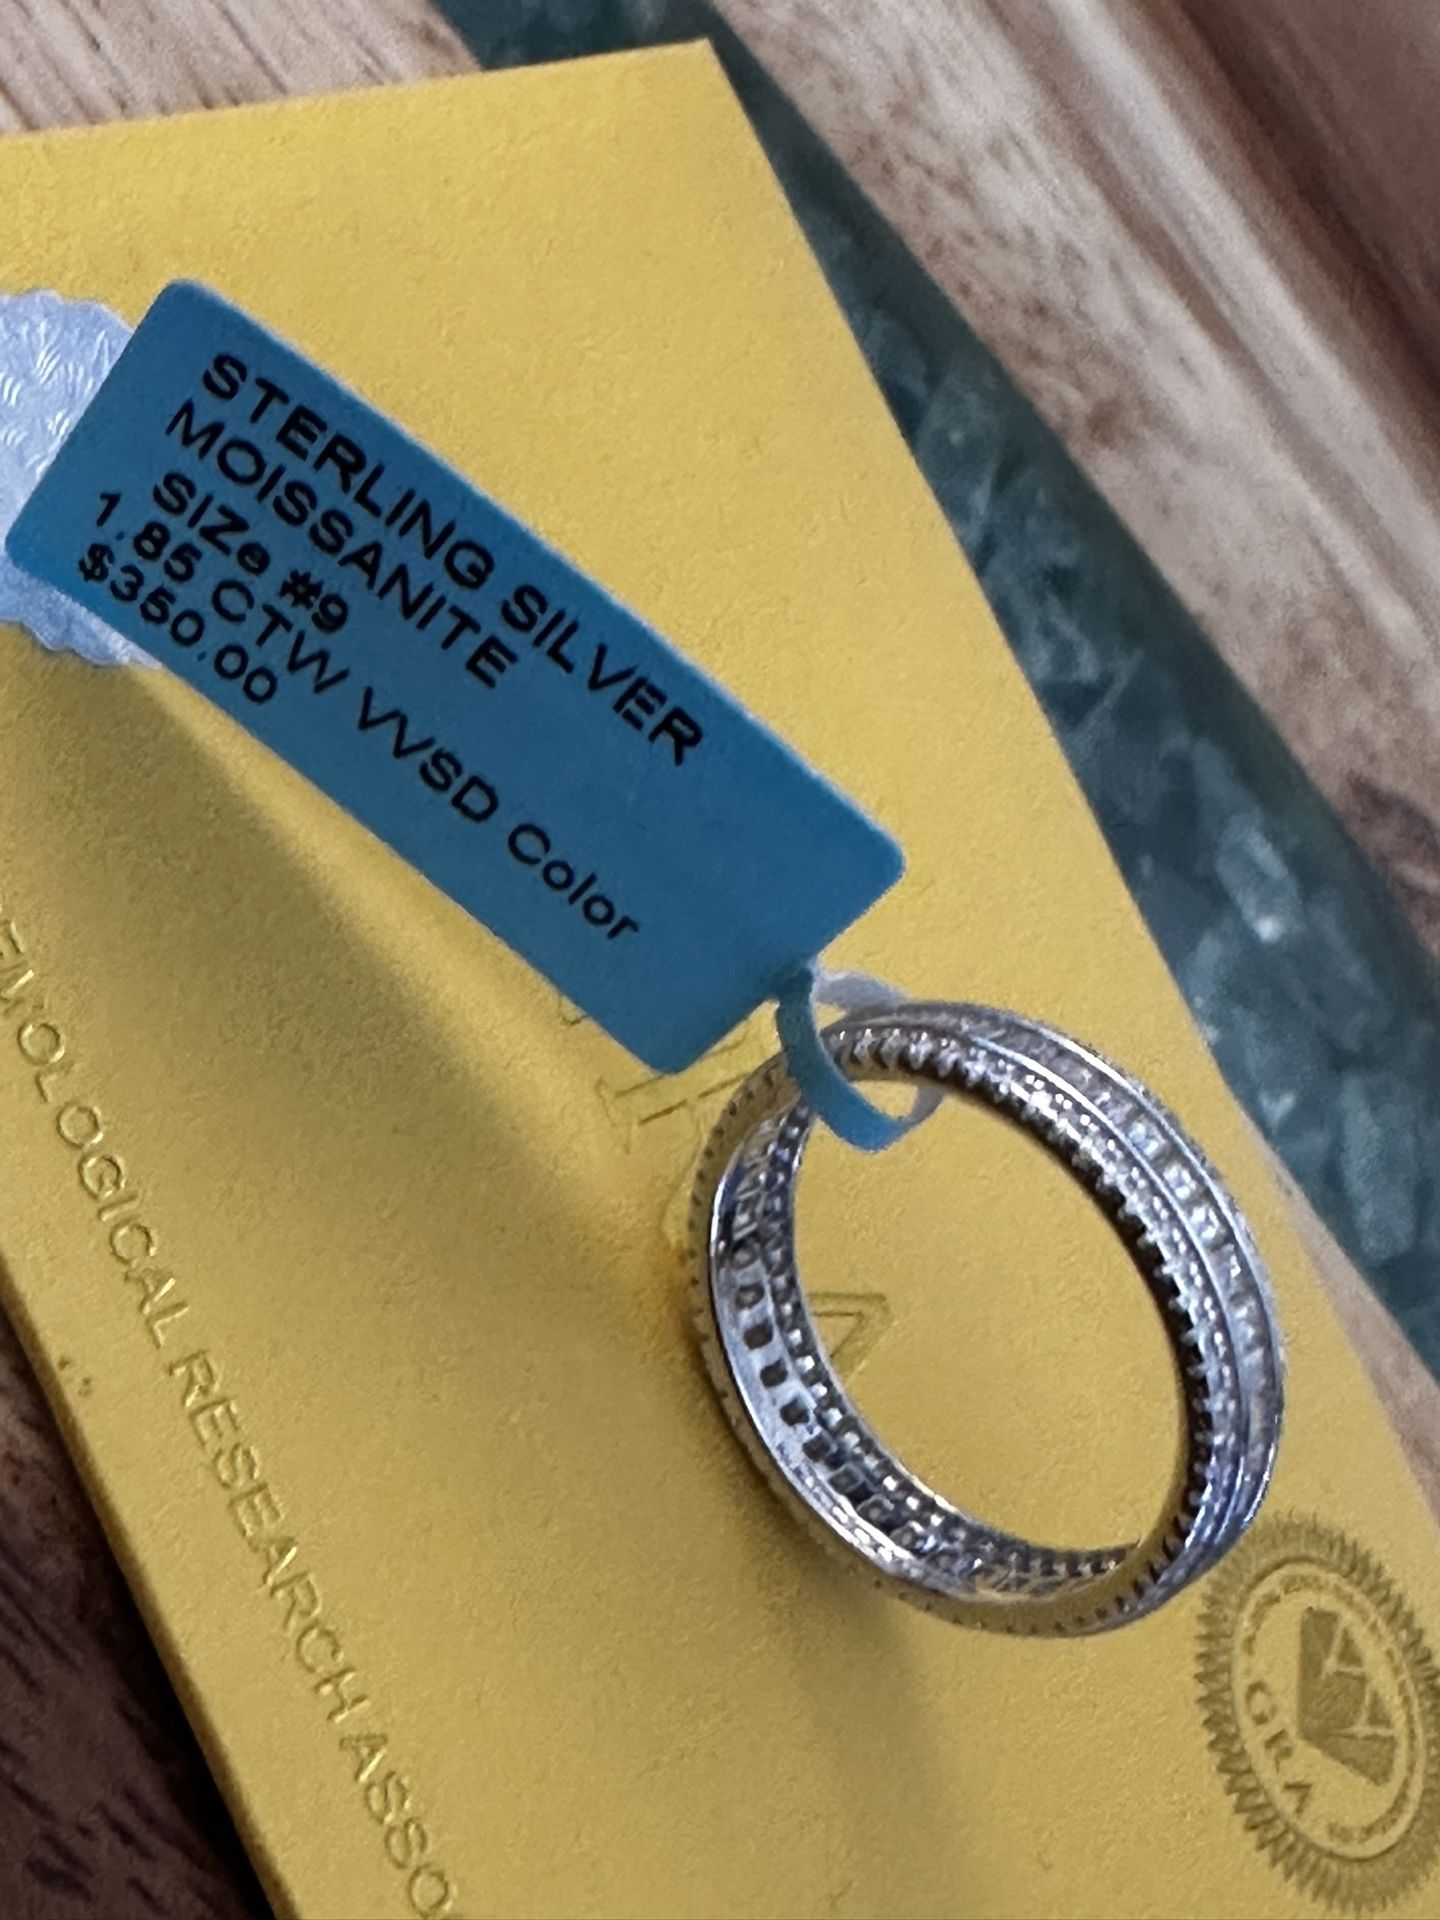 STERLING SILVER
MOISSANITE
SIZe #9
1.85 CTW VVSD Color
$350.00
GEMOLOGICAL RESEARCH ASSO
GRA